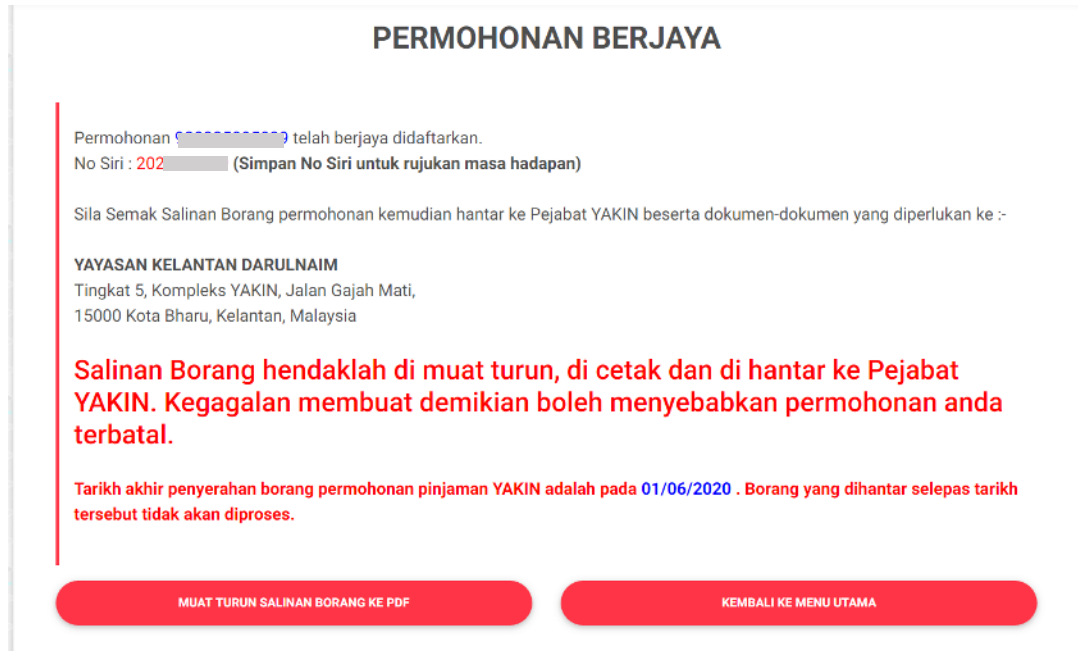 PERMOHONAN BERJAYA
Permohonan telah berjaya didaftarkan.
No Siri : 202 (Simpan No Siri untuk rujukan masa hadapan)
Sila Semak Salinan Borang permohonan kemudian hantar ke Pejabat YAKIN beserta dokumen-dokumen yang diperlukan ke :-
YAYASAN KELANTAN DARULNAIM
Tingkat 5, Kompleks YAKIN, Jalan Gajah Mati,
15000 Kota Bharu, Kelantan, Malaysia
Salinan Borang hendaklah di muat turun, di cetak dan di hantar ke Pejabat
YAKIN. Kegagalan membuat demikian boleh menyebabkan permohonan anda
terbatal.
Tarikh akhir penyerahan borang permohonan pinjaman YAKIN adalah pada 01/06/2020 . Borang yang dihantar selepas tarikh
tersebut tidak akan diproses.
MUAT TURUN SALINAN BORANG KE PDF
KEMBALI KE MENU UTAMA